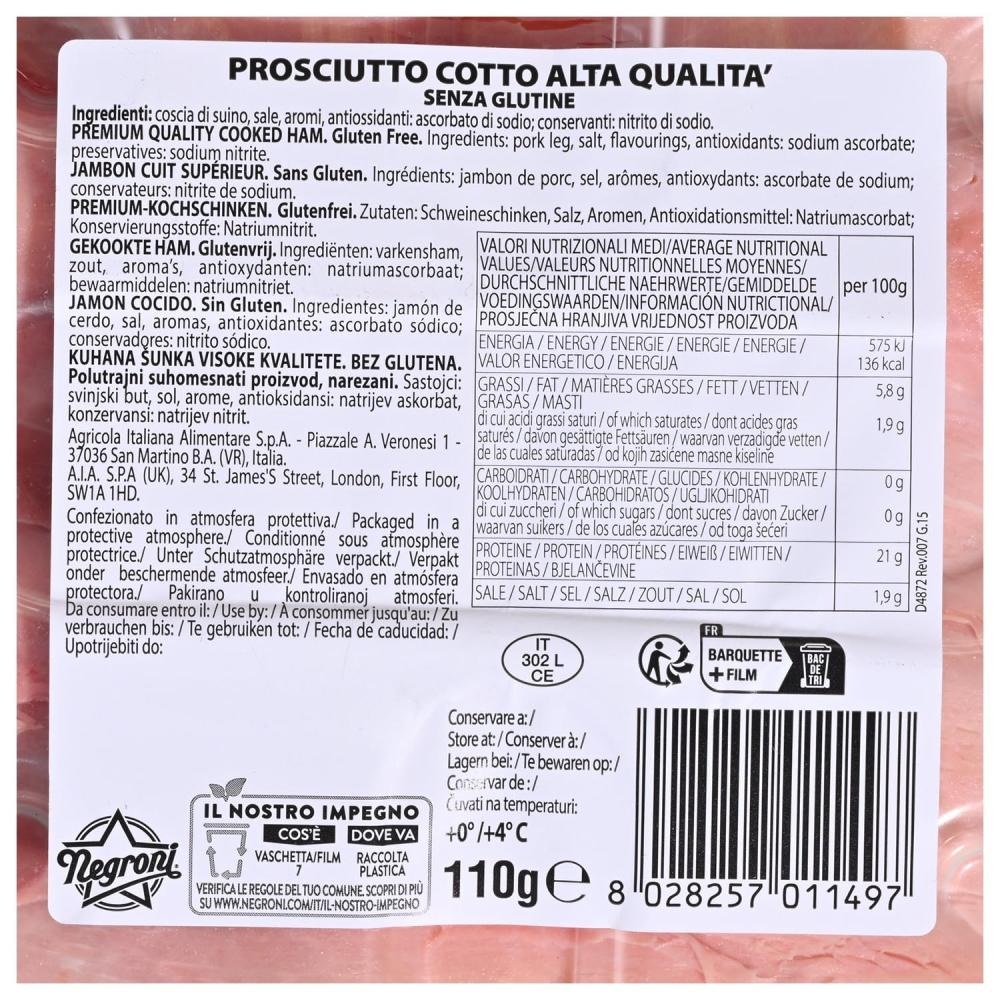 PROSCIUTTO COTTO ALTA QUALITA’
SENZA GLUTINE
Ingredienti: coscia di suino, sale, aromi, antiossidanti: ascorbato di sodio; conservanti: nitrito di sodio.
PREMIUM QUALITY COOKED HAM. Gluten Free. Ingredients: pork leg, salt, flavourings, antioxidants: sodium ascorbate;
preservatives: sodium nitrite.
JAMBON CUIT SUPÉRIEUR. Sans Gluten. Ingrédients: jambon de porc, sel, arômes, antioxydants: ascorbate de sodium;
conservateurs: nitrite de sodium.
PREMIUM-KOCHSCHINKEN. Glutenfrei. Zutaten: Schweineschinken, Salz, Aromen, Antioxidationsmittel: Natriumascorbat;
Konservierungsstoffe: Natriumnitrit.
GEKOOKTE HAM. Glutenvrij. Ingrediënten: varkensham,
zout, aroma’s, antioxydanten: natriumascorbaat;
bewaarmiddelen: natriumnitriet.
JAMON COCIDO. Sin Gluten. Ingredientes: jamón de
cerdo, sal, aromas, antioxidantes: ascorbato sódico;
conservadores: nitrito sódico.
KUHANA ŠUNKA VISOKE KVALITETE. BEZ GLUTENA.
Polutrajni suhomesnati proizvod, narezani. Sastojci:
svinjski but, sol, arome, antioksidansi: natrijev askorbat,
konzervansi: natrijev nitrit.
Agricola Italiana Alimentare S.p.A. - Piazzale A. Veronesi 1 -
37036 San Martino B.A. (VR), Italia.
A.I.A. S.P.A (UK), 34 St. James'S Street, London, First Floor,
SW1A 1HD.
Confezionato in atmosfera protettiva./ Packaged in a
protective atmosphere./ Conditionné sous atmosphère
protectrice./ Unter Schutzatmosphäre verpackt./ Verpakt
onder beschermende atmosfeer./ Envasado en atmósfera
protectora./ Pakirano u kontroliranoj atmosferi.
Da consumare entro il: / Use by: / À consommer jusqu'au: / Zu
verbrauchen bis: / Te gebruiken tot: / Fecha de caducidad: /
Upotrijebiti do:
VALORI NUTRIZIONALI MEDI/AVERAGE NUTRITIONAL
VALUES/VALEURS NUTRITIONNELLES MOYENNES/
DURCHSCHNITTLICHE NAEHRWERTE/GEMIDDELDE
VOEDINGSWAARDEN/INFORMACIÓN NUTRICTIONAL/
PROSJEČNA HRANJIVA VRIJEDNOST PROIZVODA
per 100g
ENERGIA / ENERGY / ENERGIE / ENERGIE / ENERGIE /
VALOR ENERGETICO / ENERGIJA
575 kJ
136 kcal
GRASSI / FAT / MATIÈRES GRASSES / FETT / VETTEN /
GRASAS / MASTI
5,8 g
di cui acidi grassi saturi / of which saturates / dont acides gras
saturés / davon gesättigte Fettsäuren / waarvan verzadigde vetten /
de las cuales saturadas / od kojih zasićene masne kiseline
1,9 g
CARBOIDRATI / CARBOHYDRATE / GLUCIDES / KOHLENHYDRATE /
KOOLHYDRATEN / CARBOHIDRATOS / UGLJIKOHIDRATI
0 g
di cui zuccheri / of which sugars / dont sucres / davon Zucker /
waarvan suikers / de los cuales azúcares / od toga šećeri
0 g
PROTEINE / PROTEIN / PROTÉINES / EIWEIß / EIWITTEN /
PROTEINAS / BJELANČEVINE
21 g
SALE / SALT / SEL / SALZ / ZOUT / SAL / SOL
1,9 g
D4872 Rev.007 G.15
IT
302 L
CE
FR
BARQUETTE
+ FILM
BAC
DE
TRI
Conservare a: /
Store at: / Conserver à: /
Lagern bei: / Te bewaren op: /
Conservar de : /
Čuvati na temperaturi:
+0° /+4° C
110g e
8 028257 011497
Negroni
IL NOSTRO IMPEGNO
COS'È DOVE VA
VASCHETTA/FILM RACCOLTA
7 PLASTICA
VERIFICA LE REGOLE DEL TUO COMUNE. SCOPRI DI PIÙ
SU WWW.NEGRONI.COM/IT/IL-NOSTRO-IMPEGNO